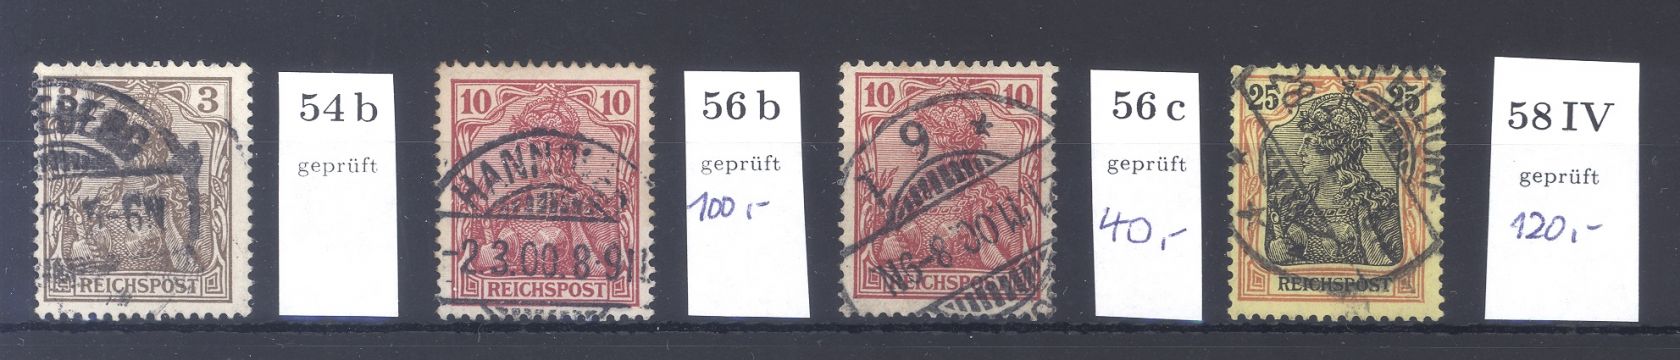 3
REICHSPOST
54 b
geprüft
10 10
HANN
-2.3.00.8-9
REICHSPOST
56 b
geprüft
100,-
10 10
1 9 *
REICHSPOST
56 c
geprüft
40,-
25 25
REICHSPOST
58 IV
geprüft
120,-